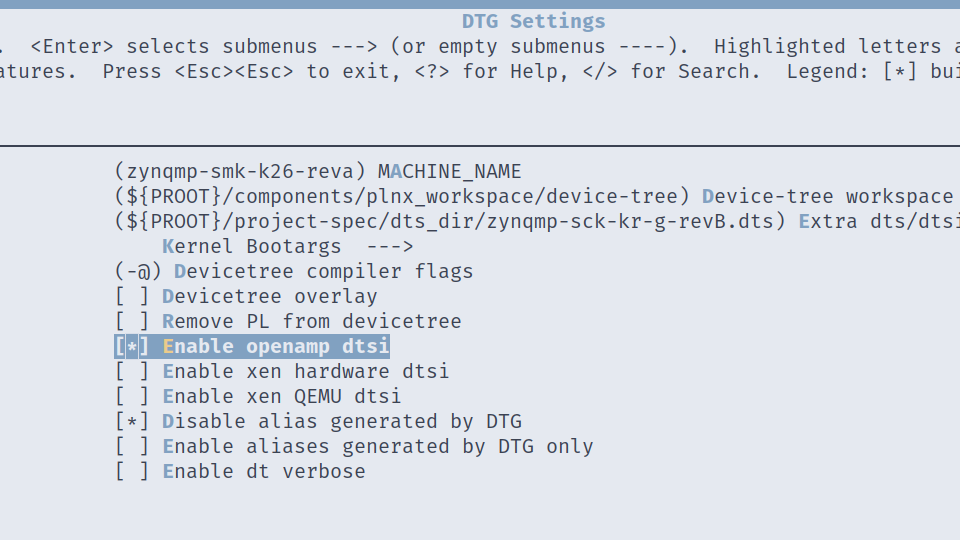 DTG Settings
. <Enter> selects submenus ---> (or empty submenus ----). Highlighted letters
atures. Press <Esc><Esc> to exit, <?> for Help, </> for Search. Legend: [*]
(zynqmp-smk-k26-reva) MACHINE_NAME
(${PROOT}/components/plnx_workspace/device-tree) Device-tree workspace
(${PROOT}/project-spec/dts_dir/zynqmp-sck-kr-g-revB.dts) Extra dts/dtsi
Kernel Bootargs --->
(-@) Devicetree compiler flags
[ ] Devicetree overlay
[ ] Remove PL from devicetree
[*] Enable openamp dtsi
[ ] Enable xen hardware dtsi
[ ] Enable xen QEMU dtsi
[*] Disable alias generated by DTG
[ ] Enable aliases generated by DTG only
[ ] Enable dt verbose